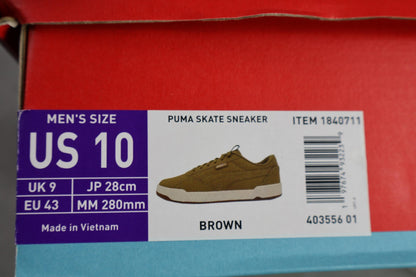 MEN'S SIZE
US 10
UK 9 JP 28cm
EU 43 MM 280mm
Made in Vietnam
PUMA SKATE SNEAKER
BROWN
ITEM 1840711
403556 01